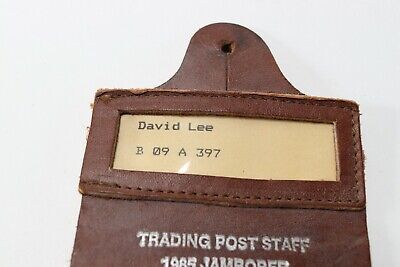 David Lee
B 09 A 397
TRADING POST STAFF
1985 JAMBOREE